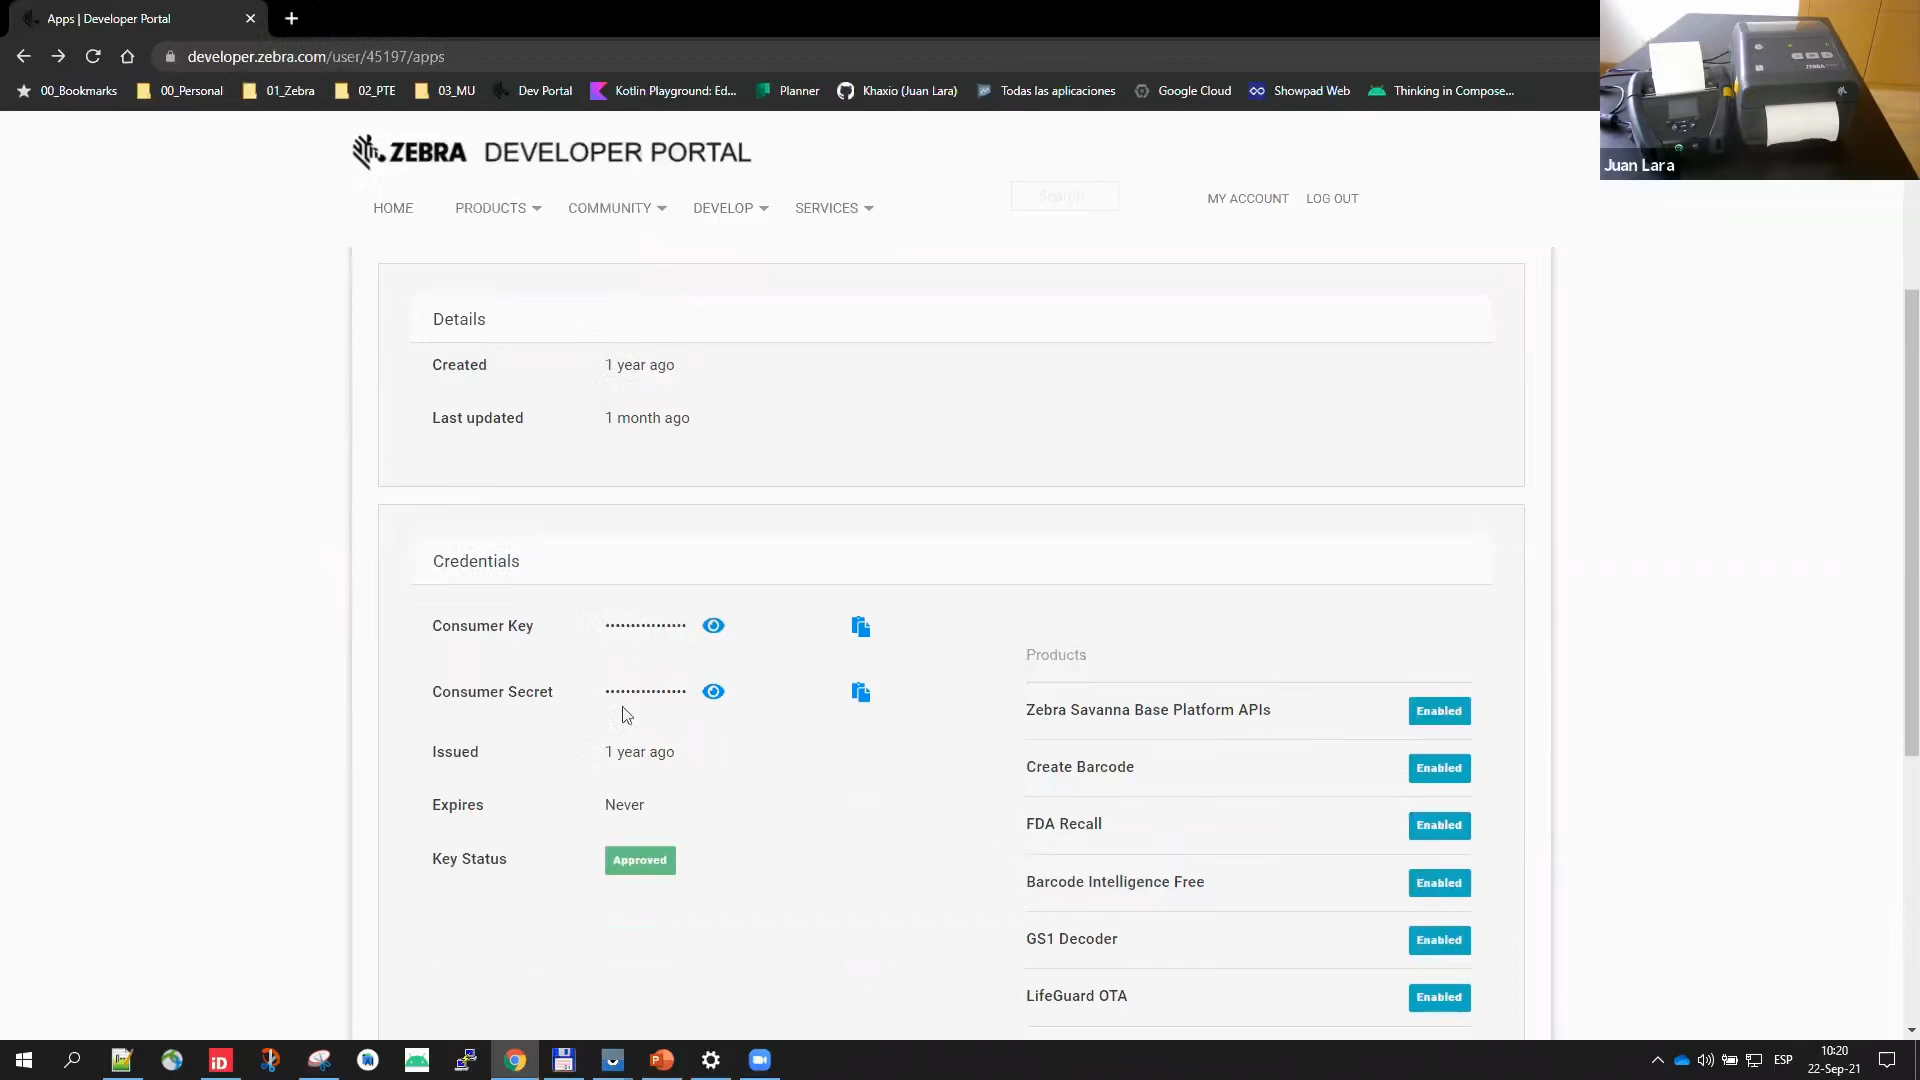 Apps | Developer Portal
developer.zebra.com/user/45197/apps
00_Bookmarks 00_Personal 01_Zebra 02_PTE 03_MU Dev Portal Kotlin Playground: Ed... Planner Khaxio (Juan Lara) Todas las aplicaciones Google Cloud Showpad Web Thinking in Compose...
Juan Lara
ZEBRA DEVELOPER PORTAL
Search
HOME PRODUCTS COMMUNITY DEVELOP SERVICES MY ACCOUNT LOG OUT
Details
Created 1 year ago
Last updated 1 month ago
Credentials
Consumer Key ••••••••••••••••
Consumer Secret ••••••••••••••••
Issued 1 year ago
Expires Never
Key Status Approved
Products
Zebra Savanna Base Platform APIs Enabled
Create Barcode Enabled
FDA Recall Enabled
Barcode Intelligence Free Enabled
GS1 Decoder Enabled
LifeGuard OTA Enabled
iD
P
ESP
10:20
22-Sep-21